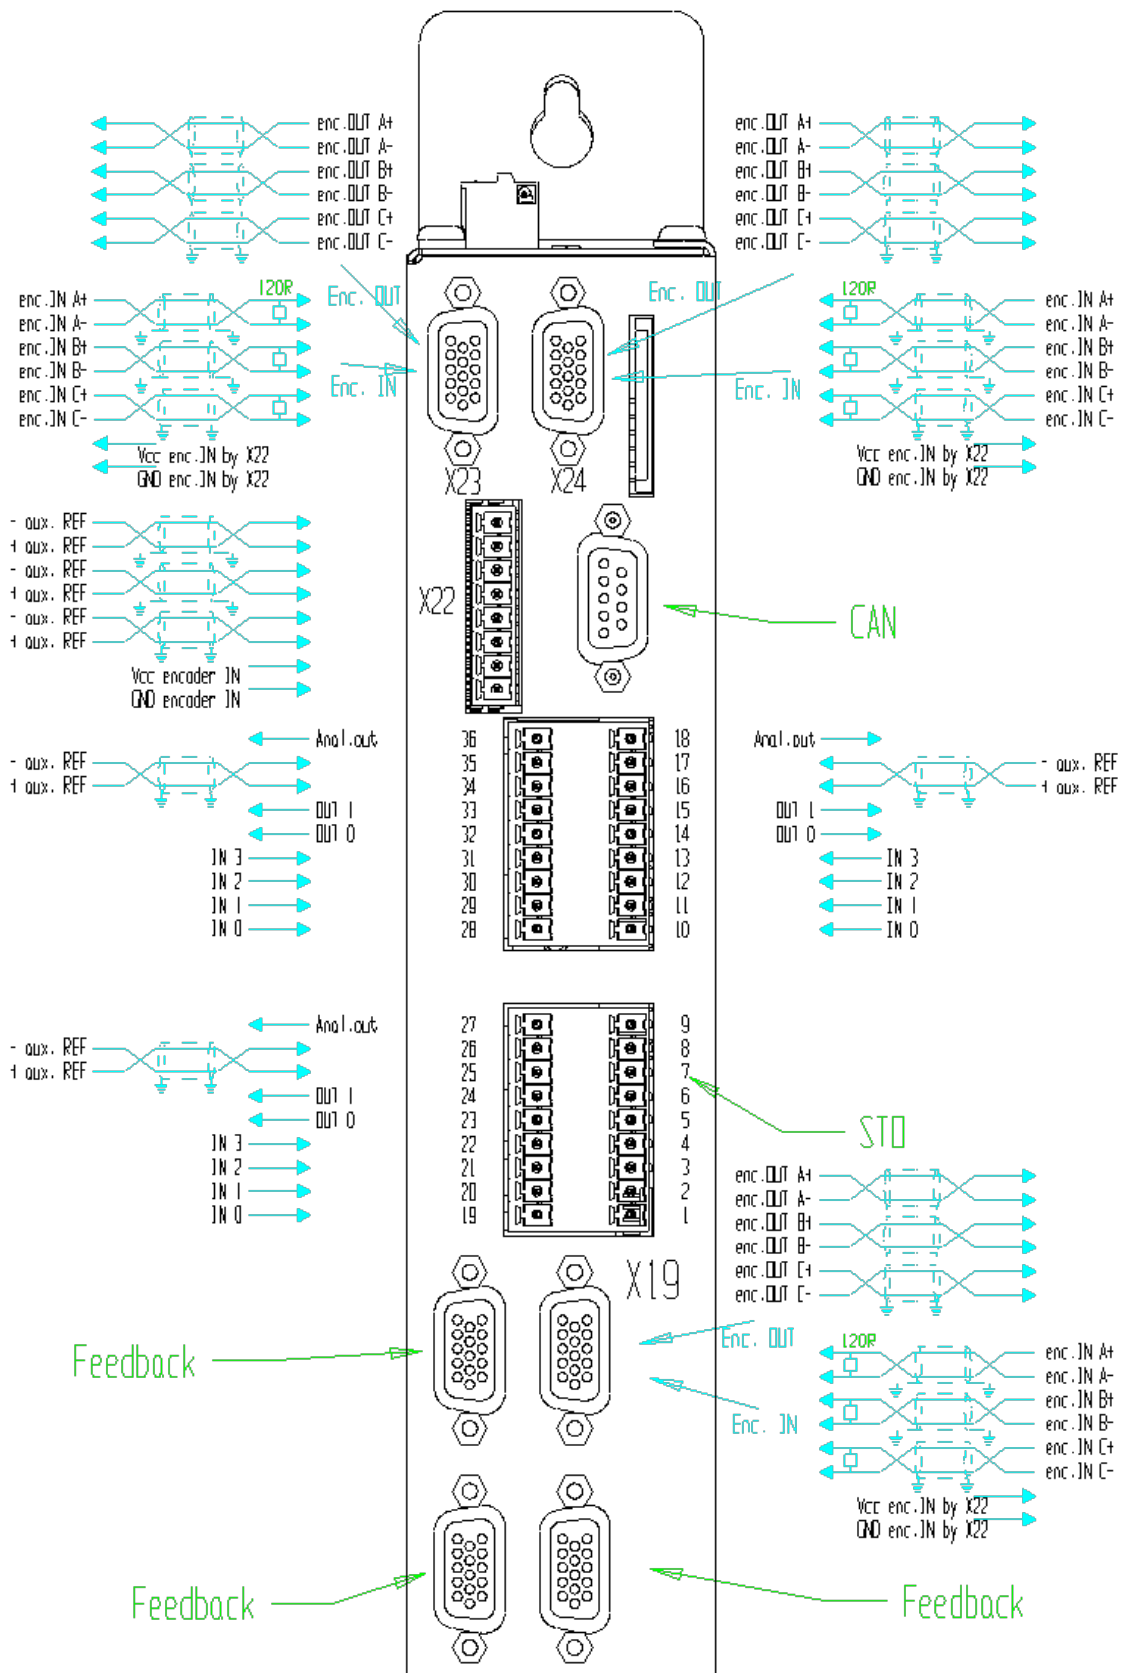 enc.OUT A+
enc.OUT A-
enc.OUT B+
enc.OUT B-
enc.OUT C+
enc.OUT C-
enc.OUT A+
enc.OUT A-
enc.OUT B+
enc.OUT B-
enc.OUT C+
enc.OUT C-
120R
enc.IN A+
enc.IN A-
enc.IN B+
enc.IN B-
enc.IN C+
enc.IN C-
Vcc enc.IN by X22
GND enc.IN by X22
Enc. OUT
Enc. IN
Enc. OUT
Enc. IN
120R
enc.IN A+
enc.IN A-
enc.IN B+
enc.IN B-
enc.IN C+
enc.IN C-
Vcc enc.IN by X22
GND enc.IN by X22
X23
X24
- aux. REF
+ aux. REF
- aux. REF
+ aux. REF
- aux. REF
+ aux. REF
Vcc encoder IN
GND encoder IN
X22
CAN
Anal.out
- aux. REF
+ aux. REF
OUT 1
OUT 0
IN 3
IN 2
IN 1
IN 0
36
35
34
33
32
31
30
29
28
18
17
16
15
14
13
12
11
10
Anal.out
- aux. REF
+ aux. REF
OUT 1
OUT 0
IN 3
IN 2
IN 1
IN 0
Anal.out
- aux. REF
+ aux. REF
OUT 1
OUT 0
IN 3
IN 2
IN 1
IN 0
27
26
25
24
23
22
21
20
19
9
8
7
6
5
4
3
2
1
STO
X19
enc.OUT A+
enc.OUT A-
enc.OUT B+
enc.OUT B-
enc.OUT C+
enc.OUT C-
Enc. OUT
Enc. IN
120R
enc.IN A+
enc.IN A-
enc.IN B+
enc.IN B-
enc.IN C+
enc.IN C-
Vcc enc.IN by X22
GND enc.IN by X22
Feedback
Feedback
Feedback